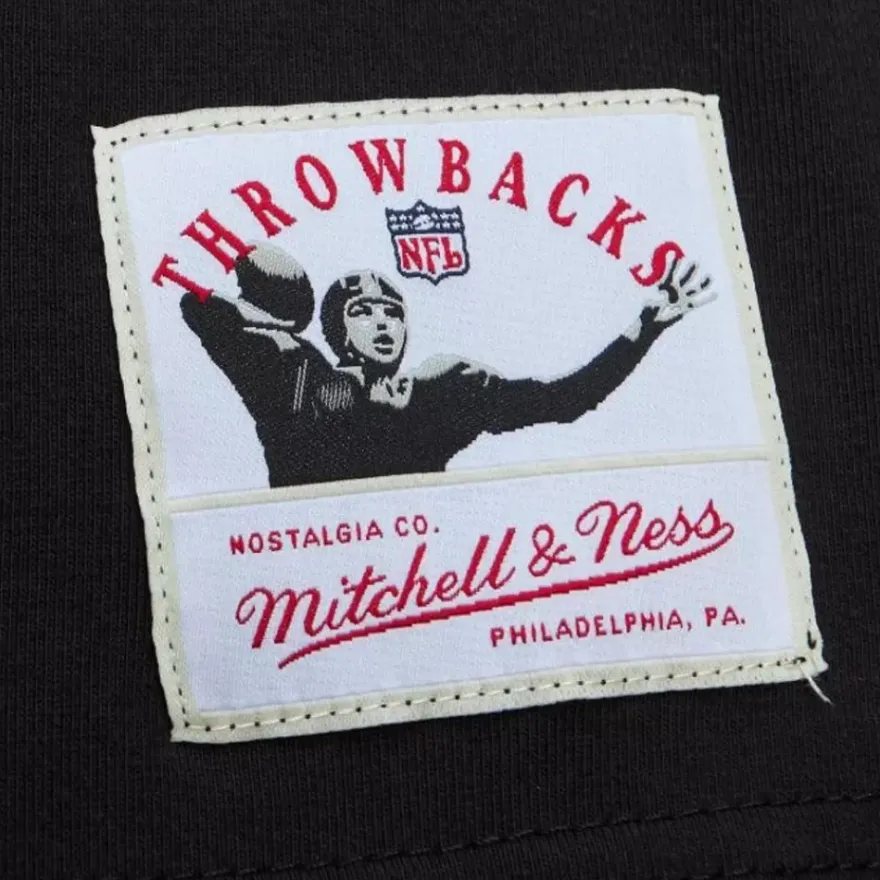 THROWBACKS
NFL
NOSTALGIA CO.
Mitchell & Ness
PHILADELPHIA, PA.